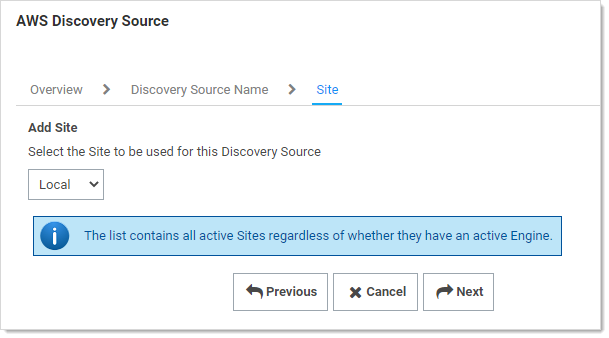 AWS Discovery Source
Overview > Discovery Source Name > Site
Add Site
Select the Site to be used for this Discovery Source
Local
The list contains all active Sites regardless of whether they have an active Engine.
Previous Cancel Next